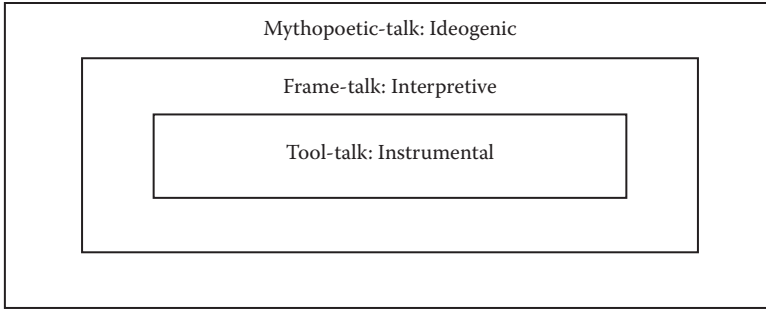 Mythopoetic-talk: Ideogenic
Frame-talk: Interpretive
Tool-talk: Instrumental